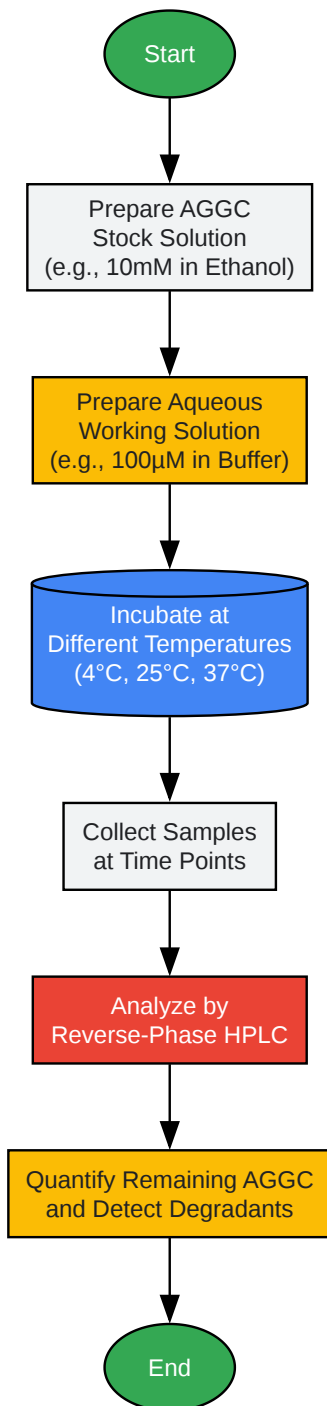 Start
Prepare AGGC
Stock Solution
(e.g., 10mM in Ethanol)
Prepare Aqueous
Working Solution
(e.g., 100µM in Buffer)
Incubate at
Different Temperatures
(4°C, 25°C, 37°C)
Collect Samples
at Time Points
Analyze by
Reverse-Phase HPLC
Quantify Remaining AGGC
and Detect Degradants
End